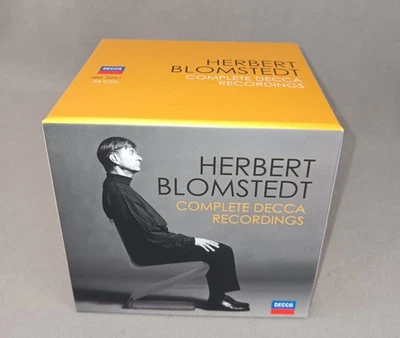 DECCA
HERBERT
BLOMSTEDT
COMPLETE DECCA
RECORDINGS
HERBERT
BLOMSTEDT
COMPLETE DECCA
RECORDINGS
DECCA